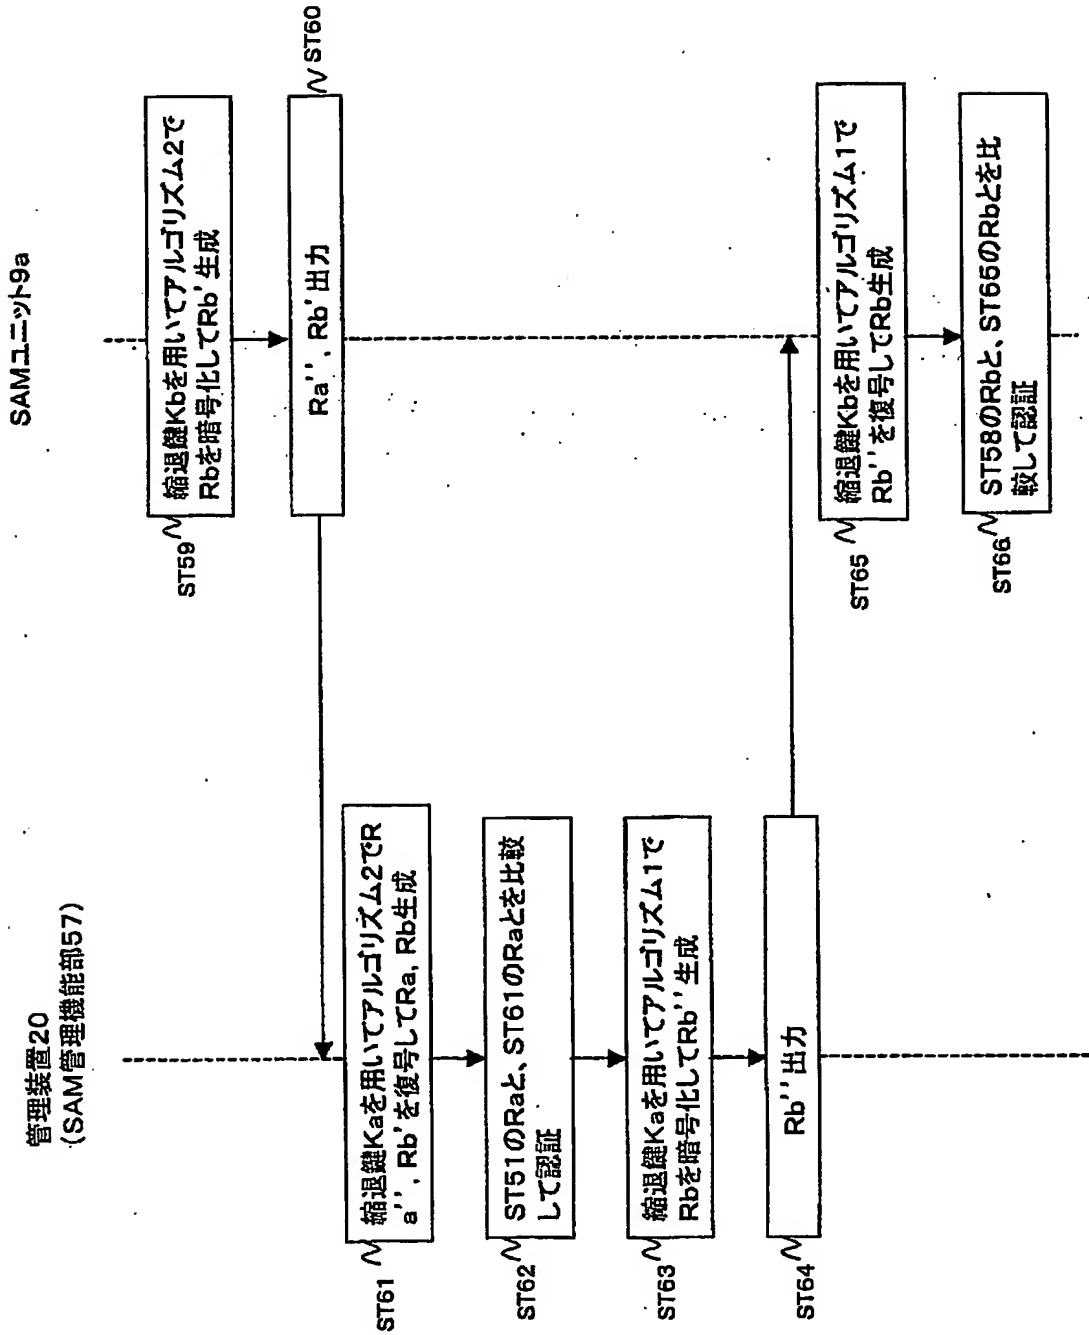 管理装置20
（SAM管理機能部57）
SAMユニット9a
ST59
縮退鍵Kbを用いてアルゴリズム2で
Rbを暗号化してRb'生成
Ra'', Rb'出力
ST60
ST61
縮退鍵Kaを用いてアルゴリズム2でR
a'', Rb'を復号してRa, Rb生成
ST62
ST51のRaと、ST61のRaとを比較
して認証
ST63
縮退鍵Kaを用いてアルゴリズム1で
Rbを暗号化してRb''生成
ST64
Rb''出力
ST65
縮退鍵Kbを用いてアルゴリズム1で
Rb''を復号してRb生成
ST66
ST58のRbと、ST65のRbとを比
較して認証